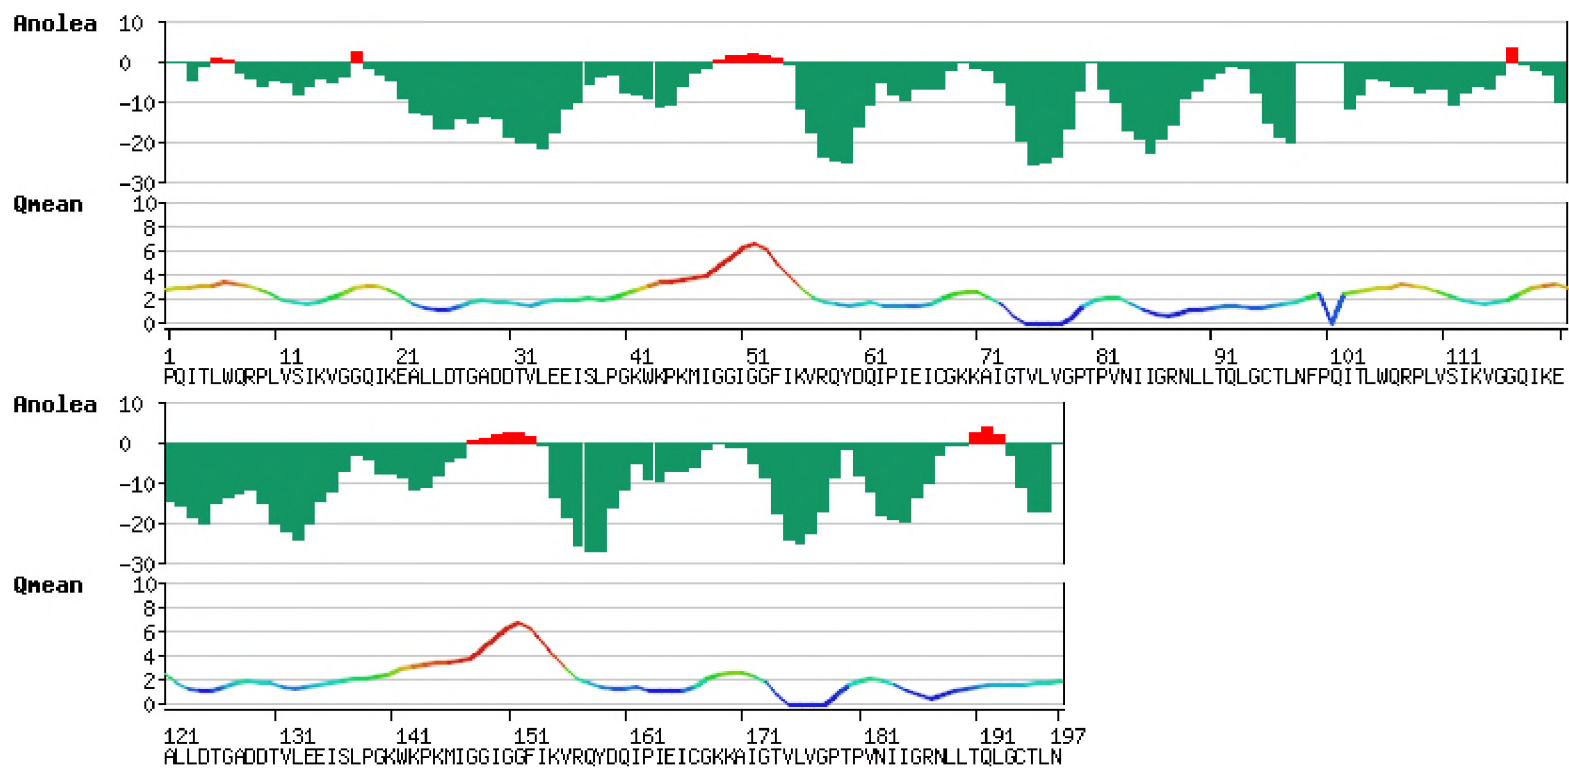 Anolea 10
0
-10
-20
-30
Qmean 10
8
6
4
2
0
1 11 21 31 41 51 61 71 81 91 101 111
PQITLWQRPLVSIKVGGQIKEALLDTGADDTVLEEISLPGKWKPKMIGGIGGFIKVRQYDQIPIEICGKKAIGTVLVGPTPVNIIGRNLLTQLGCTLNFPQITLWQRPLVSIKVGGQIKE
Anolea 10
0
-10
-20
-30
Qmean 10
8
6
4
2
0
121 131 141 151 161 171 181 191 197
ALLDTGADDTVLEEISLPGKWKPKMIGGIGGFIKVRQYDQIPIEICGKKAIGTVLVGPTPVNIIGRNLLTQLGCTLN